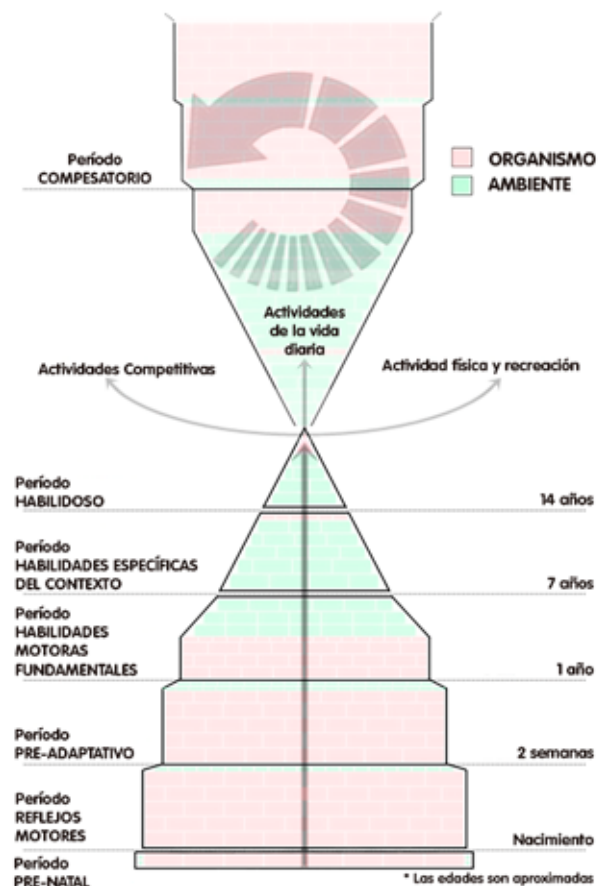 Período
COMPESATORIO
ORGANISMO
AMBIENTE
Actividades
de la vida
diaria
Actividades Competitivas
Actividad física y recreación
Período
HABILIDOSO
14 años
Período
HABILIDADES ESPECÍFICAS
DEL CONTEXTO
7 años
Período
HABILIDADES
MOTORAS
FUNDAMENTALES
1 año
Período
PRE-ADAPTATIVO
2 semanas
Período
REFLEJOS
MOTORES
Nacimiento
Período
PRE-NATAL
* Las edades son aproximadas